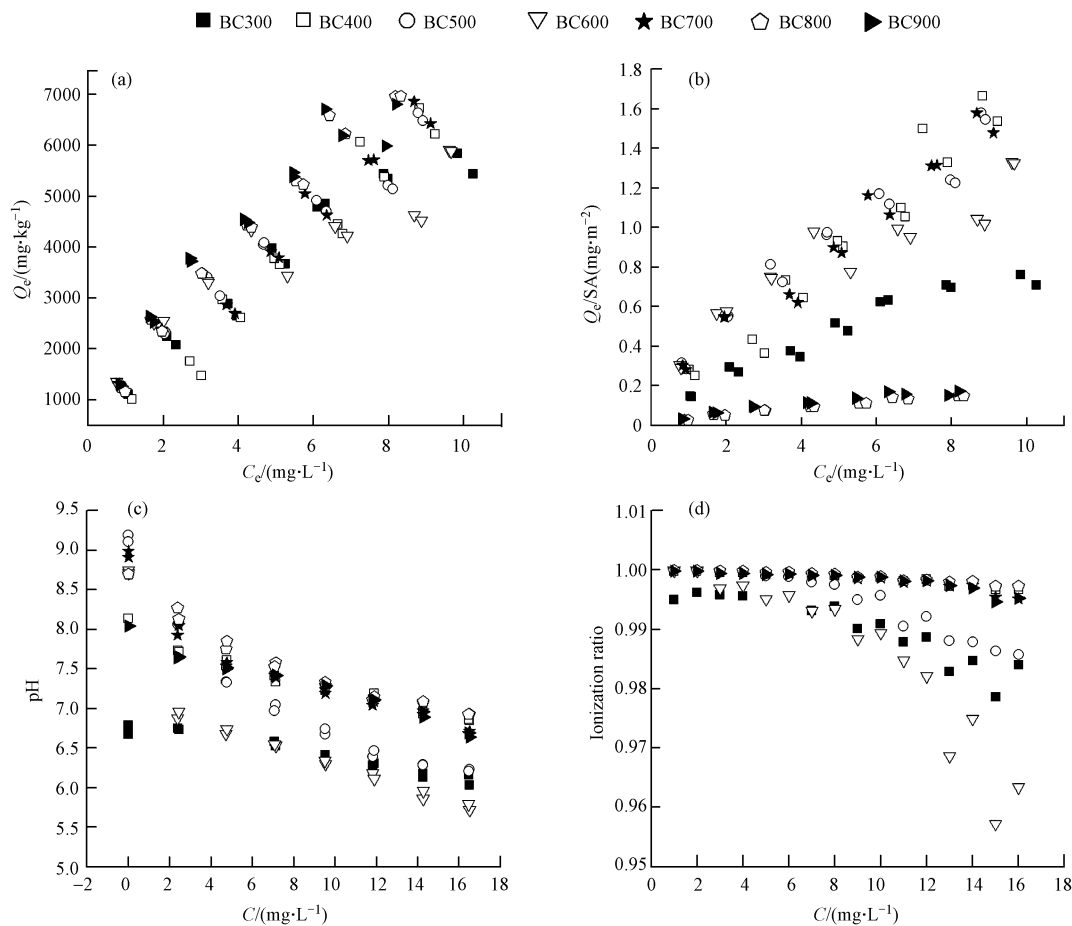 BC300 BC400 BC500 BC600 BC700 BC800 BC900
(a)
7000
6000
5000
4000
3000
2000
1000
Qe/(mg·kg−1)
0 2 4 6 8 10
Ce/(mg·L−1)
(b)
1.8
1.6
1.4
1.2
1.0
0.8
0.6
0.4
0.2
0
Qe/SA(mg·m−2)
2 4 6 8 10
Ce/(mg·L−1)
(c)
9.5
9.0
8.5
8.0
7.5
7.0
6.5
6.0
5.5
5.0
pH
−2 0 2 4 6 8 10 12 14 16 18
C/(mg·L−1)
(d)
1.01
1.00
0.99
0.98
0.97
0.96
0.95
Ionization ratio
0 2 4 6 8 10 12 14 16 18
C/(mg·L−1)